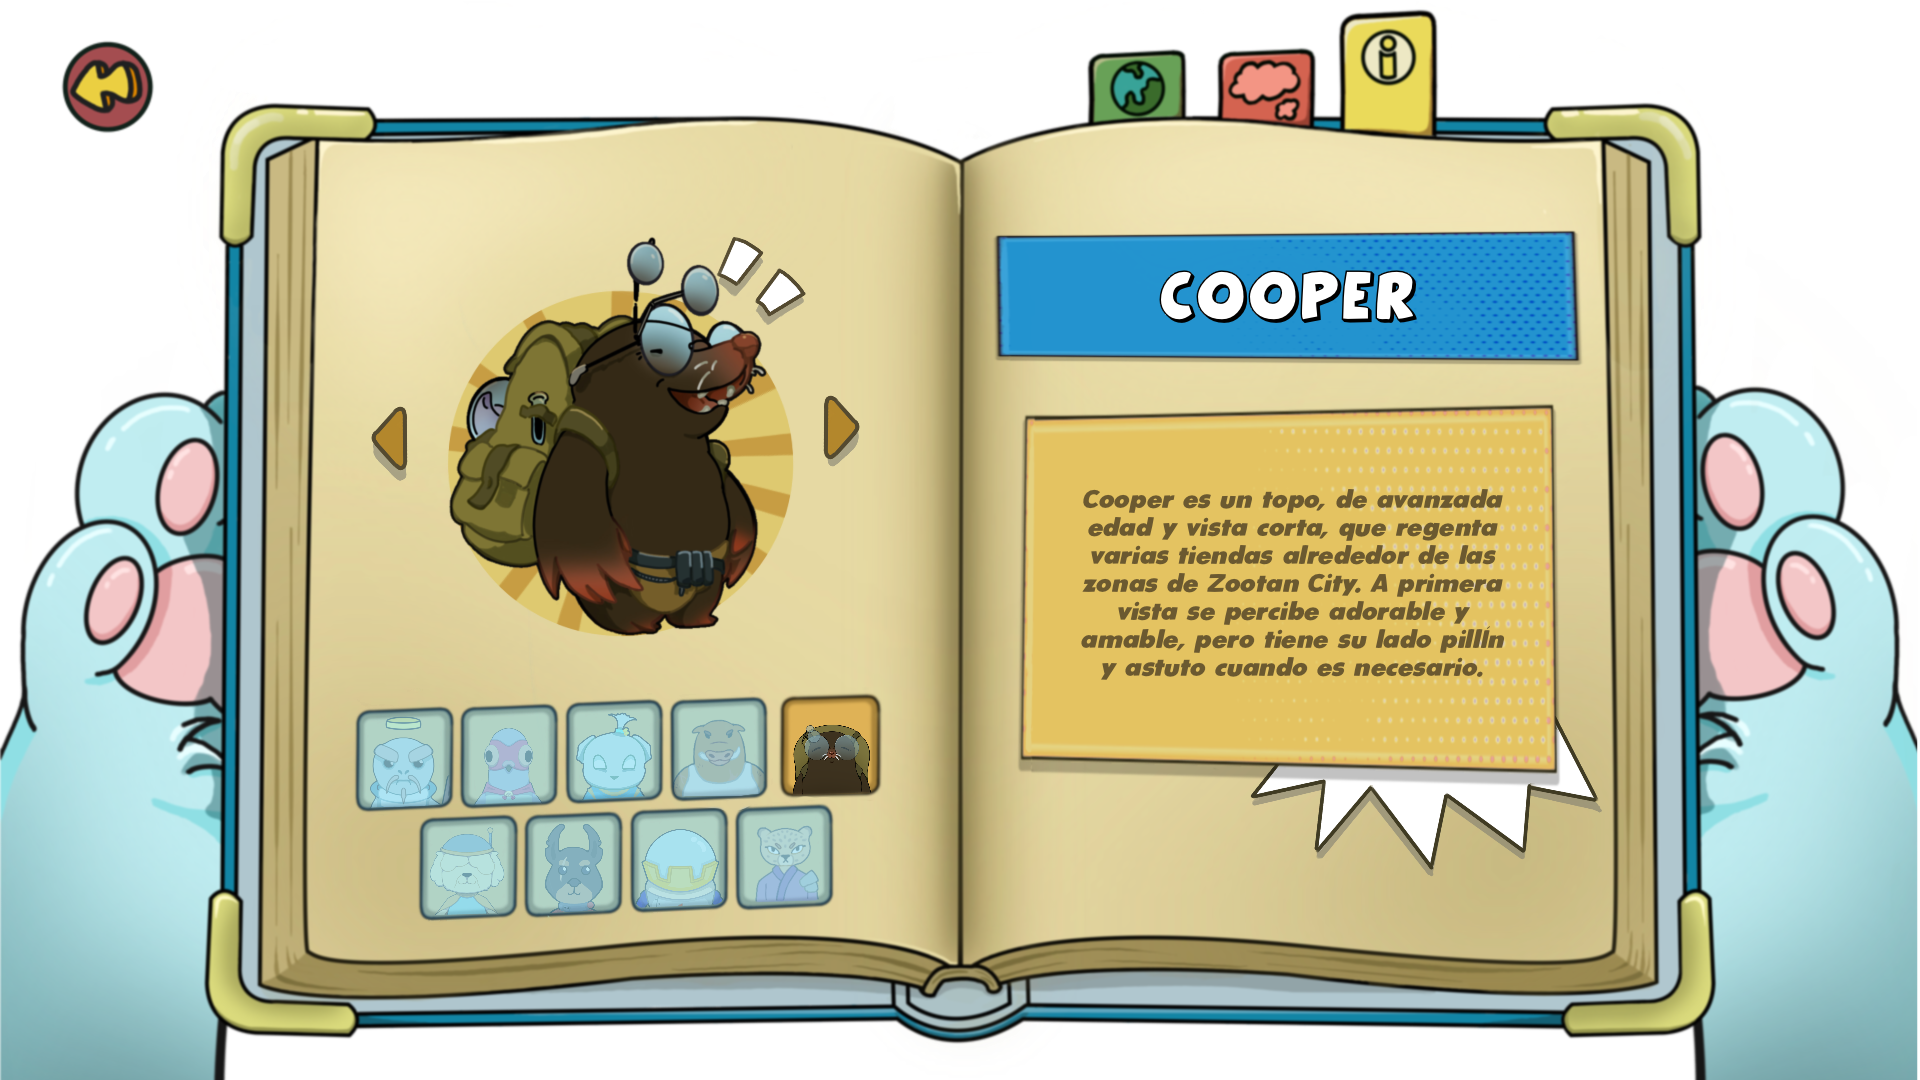 COOPER
Cooper es un topo, de avanzada
edad y vista corta, que regenta
varias tiendas alrededor de las
zonas de Zootan City. A primera
vista se percibe adorable y
amable, pero tiene su lado pillín
y astuto cuando es necesario.